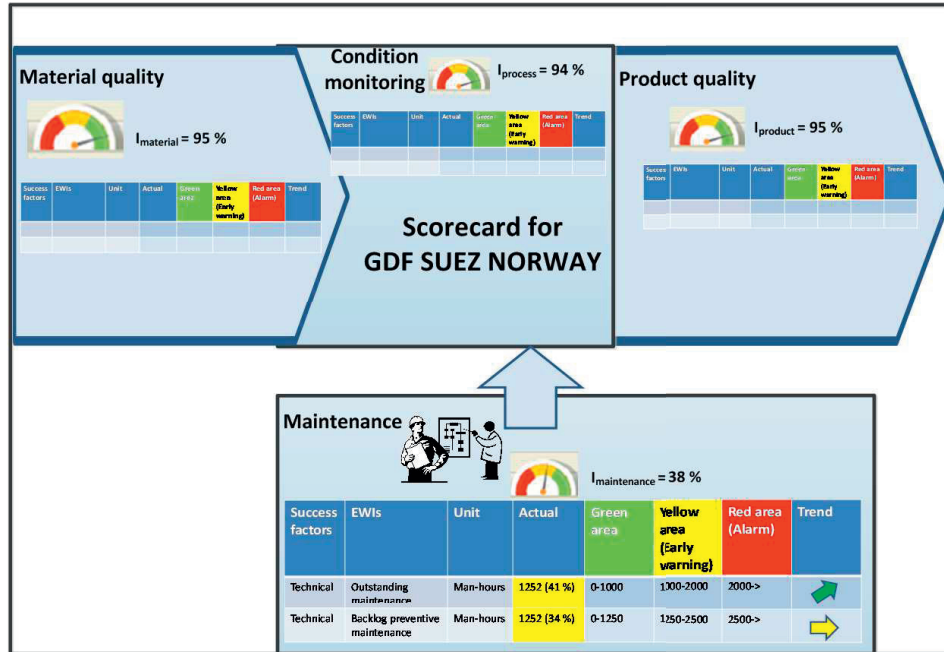 Material quality
I_material = 95 %
Success factors EWIs Unit Actual Green area Yellow area (Early warning) Red area (Alarm) Trend
Condition monitoring
I_process = 94 %
Success factors EWIs Unit Actual Green area Yellow area (Early warning) Red area (Alarm) Trend
Scorecard for
GDF SUEZ NORWAY
Product quality
I_product = 95 %
Success factors EWIs Unit Actual Green area Yellow area (Early warning) Red area (Alarm) Trend
Maintenance
I_maintenance = 38 %
Success factors EWIs Unit Actual Green area Yellow area (Early warning) Red area (Alarm) Trend
Technical Outstanding maintenance Man-hours 1252 (41 %) 0-1000 1000-2000 2000->
Technical Backlog preventive maintenance Man-hours 1252 (34 %) 0-1250 1250-2500 2500->